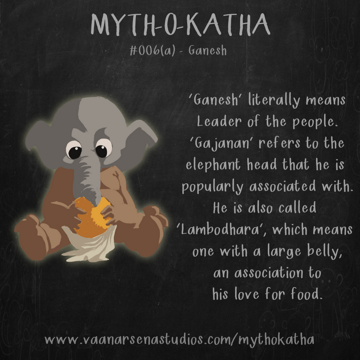 MYTH-O-KATHA
#006(a) - Ganesh
'Ganesh' literally means
Leader of the people.
'Gajanan' refers to the
elephant head that he is
popularly associated with.
He is also called
'Lambodhara', which means
one with a large belly,
an association to
his love for food.
www.vaanarsenastudios.com/mythokatha